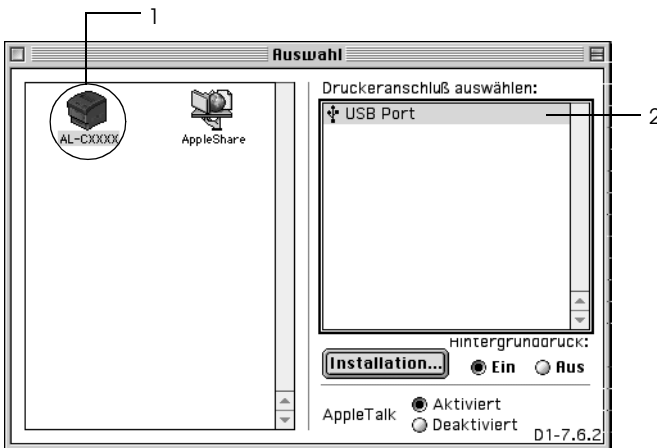 1
Auswahl
Druckeranschluß auswählen:
USB Port
2
AL-CXXXX
AppleShare
Hintergrunddruck:
Installation...
Ein
Aus
AppleTalk
Aktiviert
Deaktiviert
D1-7.6.2